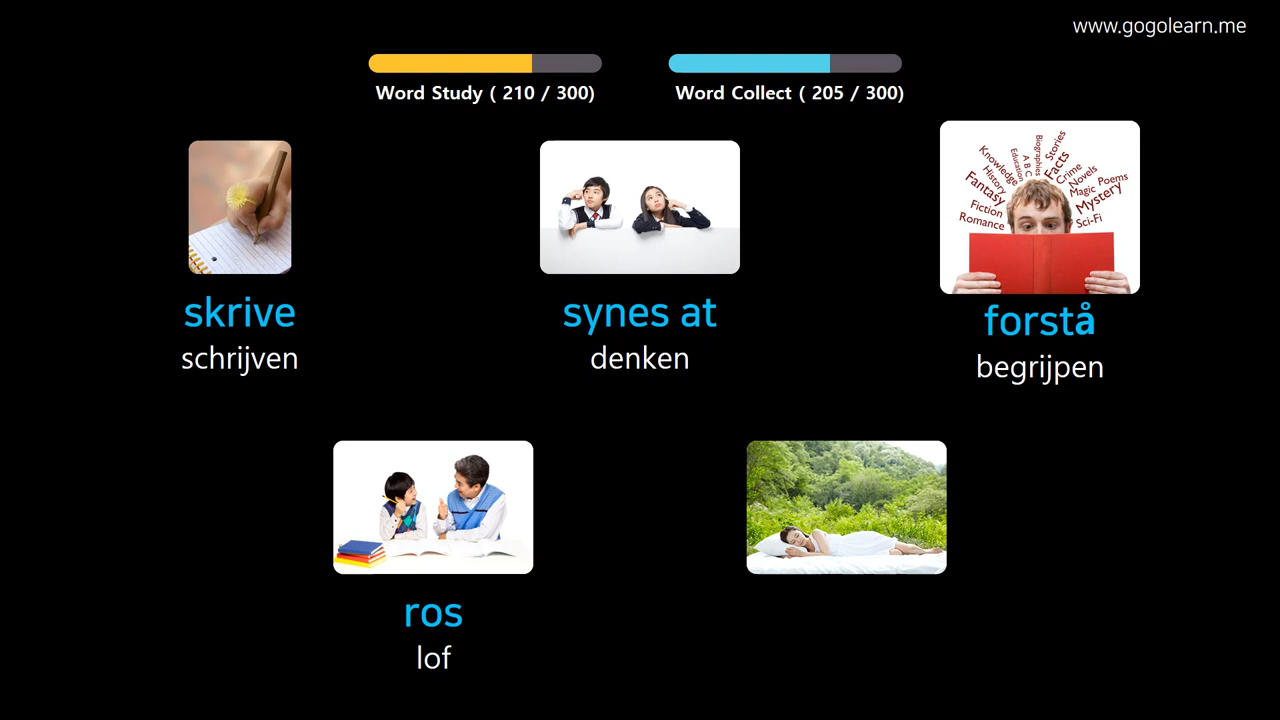 www.gogolearn.me
Word Study ( 210 / 300)
Word Collect ( 205 / 300)
Knowledge
History
Fantasy
Fiction
Romance
Education
A B C
Biographies
Stories
Facts
Crime
Novels
Magic
Poems
Mystery
Sci-Fi
skrive
schrijven
synes at
denken
forstå
begrijpen
ros
lof